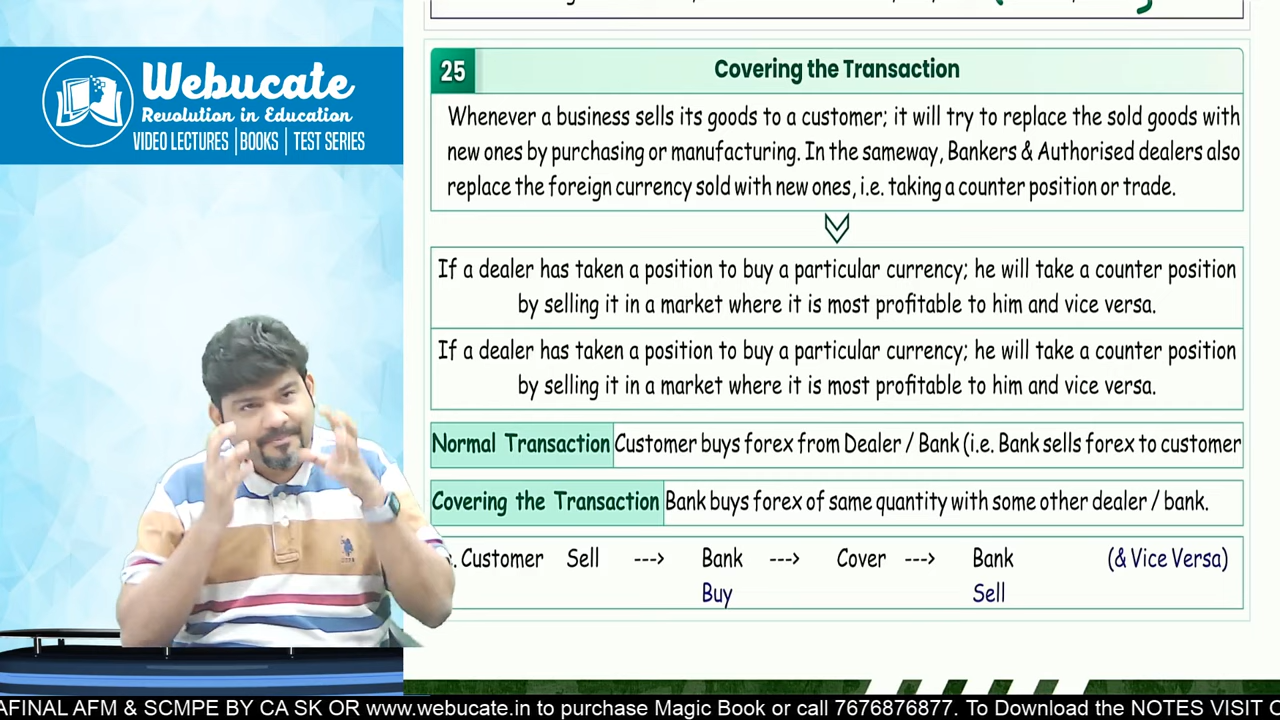 Webucate
Revolution in Education
VIDEO LECTURES | BOOKS | TEST SERIES
25 Covering the Transaction
Whenever a business sells its goods to a customer; it will try to replace the sold goods with
new ones by purchasing or manufacturing. In the sameway, Bankers & Authorised dealers also
replace the foreign currency sold with new ones, i.e. taking a counter position or trade.
If a dealer has taken a position to buy a particular currency; he will take a counter position
by selling it in a market where it is most profitable to him and vice versa.
If a dealer has taken a position to buy a particular currency; he will take a counter position
by selling it in a market where it is most profitable to him and vice versa.
Normal Transaction Customer buys forex from Dealer / Bank (i.e. Bank sells forex to customer
Covering the Transaction Bank buys forex of same quantity with some other dealer / bank.
Customer Sell ---> Bank ---> Cover ---> Bank (& Vice Versa)
Buy Sell
AFINAL AFM & SCMPE BY CA SK OR www.webucate.in to purchase Magic Book or call 7676876877. To Download the NOTES VISIT